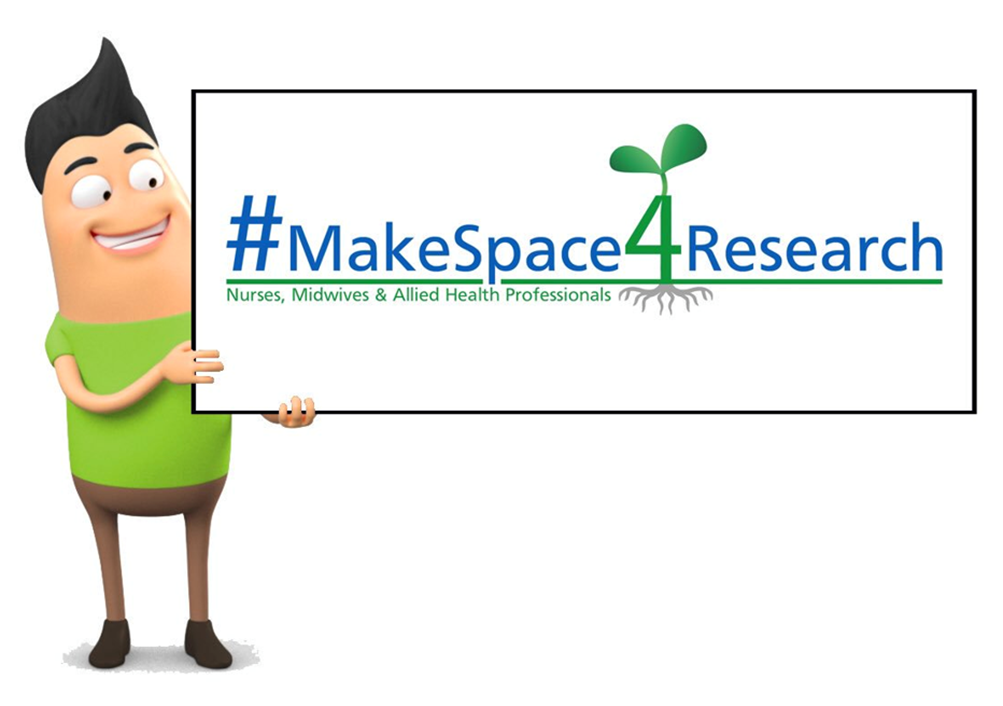 #MakeSpace4Research
Nurses, Midwives & Allied Health Professionals